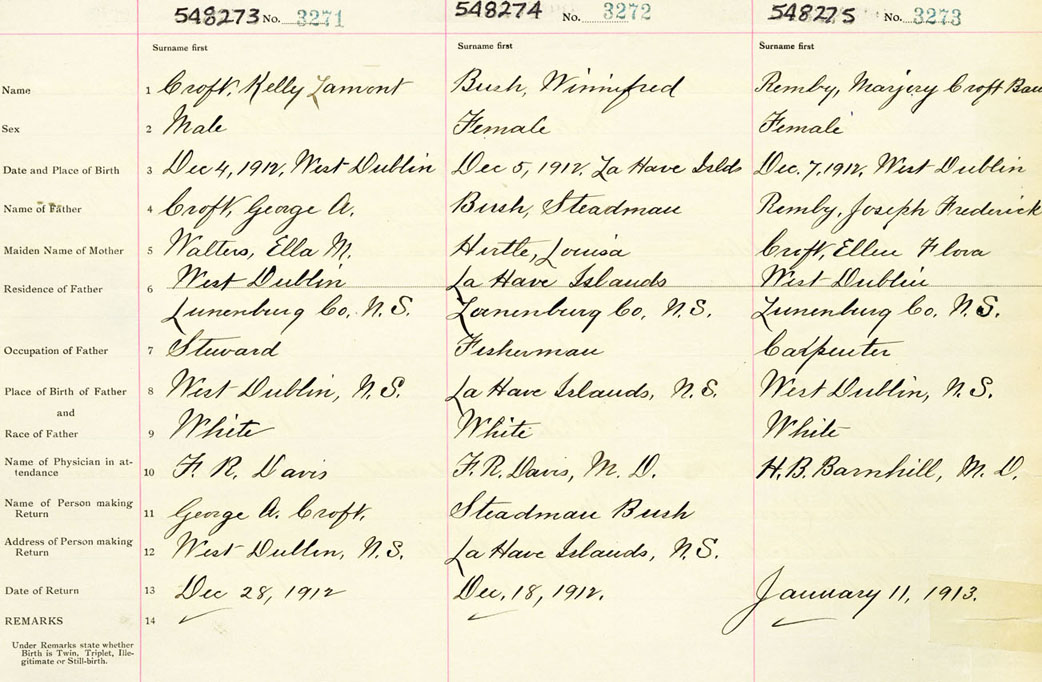 548273 No. 3271 548274 No. 3272 548275 No. 3273
Surname first Surname first Surname first
Name 1 Croft, Kelly Lamont Bush, Winnifred Remby, Marjory Croft
Sex 2 Male Female Female
Date and Place of Birth 3 Dec 4, 1912, West Dublin Dec 5, 1912, La Have Islds Dec. 7, 1912, West Dublin
Name of Father 4 Croft, George A. Bush, Steadman Remby, Joseph Frederick
Maiden Name of Mother 5 Walters, Ella M. Hirtle, Louisa Croft, Ellen Flora
Residence of Father 6 West Dublin La Have Islands West Dublin
Lunenburg Co. N.S. Lunenburg Co, N.S. Lunenburg Co. N.S.
Occupation of Father 7 Steward Fisherman Carpenter
Place of Birth of Father 8 West Dublin, N.S. La Have Islands, N.S. West Dublin, N.S.
and
Race of Father 9 White White White
Name of Physician in at-
tendance 10 F. R. Davis F. R. Davis, M. D. H. B. Barnhill, M. D.
Name of Person making
Return 11 George A. Croft. Steadman Bush
Address of Person making
Return 12 West Dublin, N.S. La Have Islands, N.S.
Date of Return 13 Dec 28, 1912 Dec. 18, 1912. January 11, 1913.
REMARKS 14
Under Remarks state whether
Birth is Twin, Triplet, Ille-
gitimate or Still-birth.